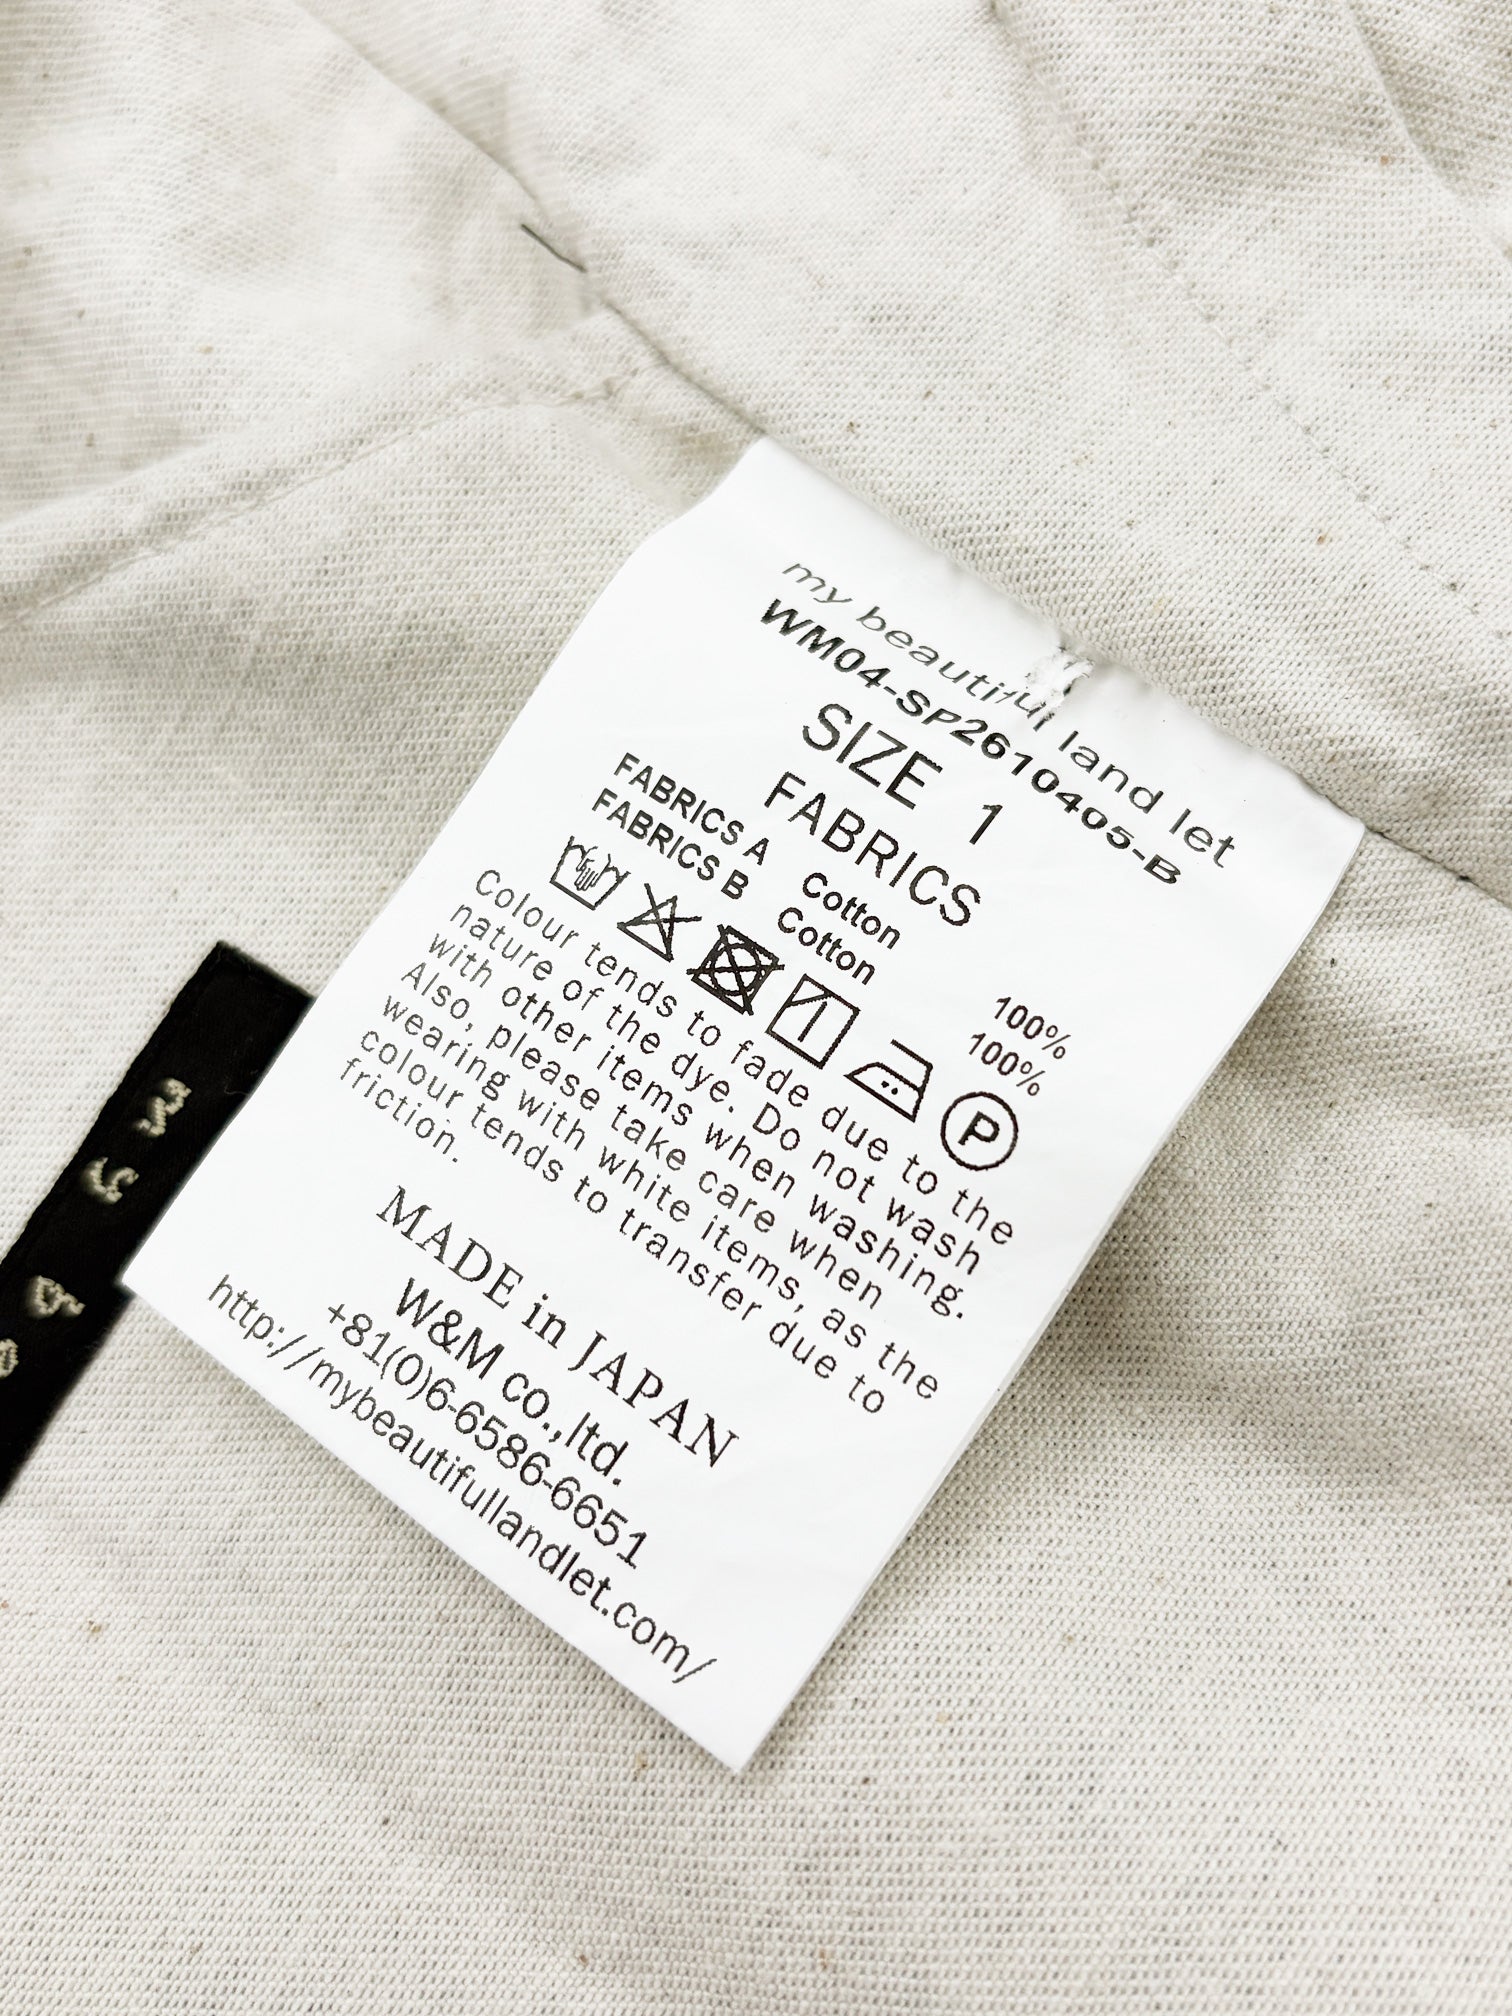 my beautiful land let
WM04-SP2610405-B
SIZE 1
FABRICS
FABRICS A Cotton 100%
FABRICS B Cotton 100%
P
Colour tends to fade due to the
nature of the dye. Do not wash
with other items when washing.
Also, please take care when
wearing with white items, as the
colour tends to transfer due to
friction.
MADE in JAPAN
W&M co.,ltd.
+81(0)6-6586-6651
http://mybeautifullandlet.com/